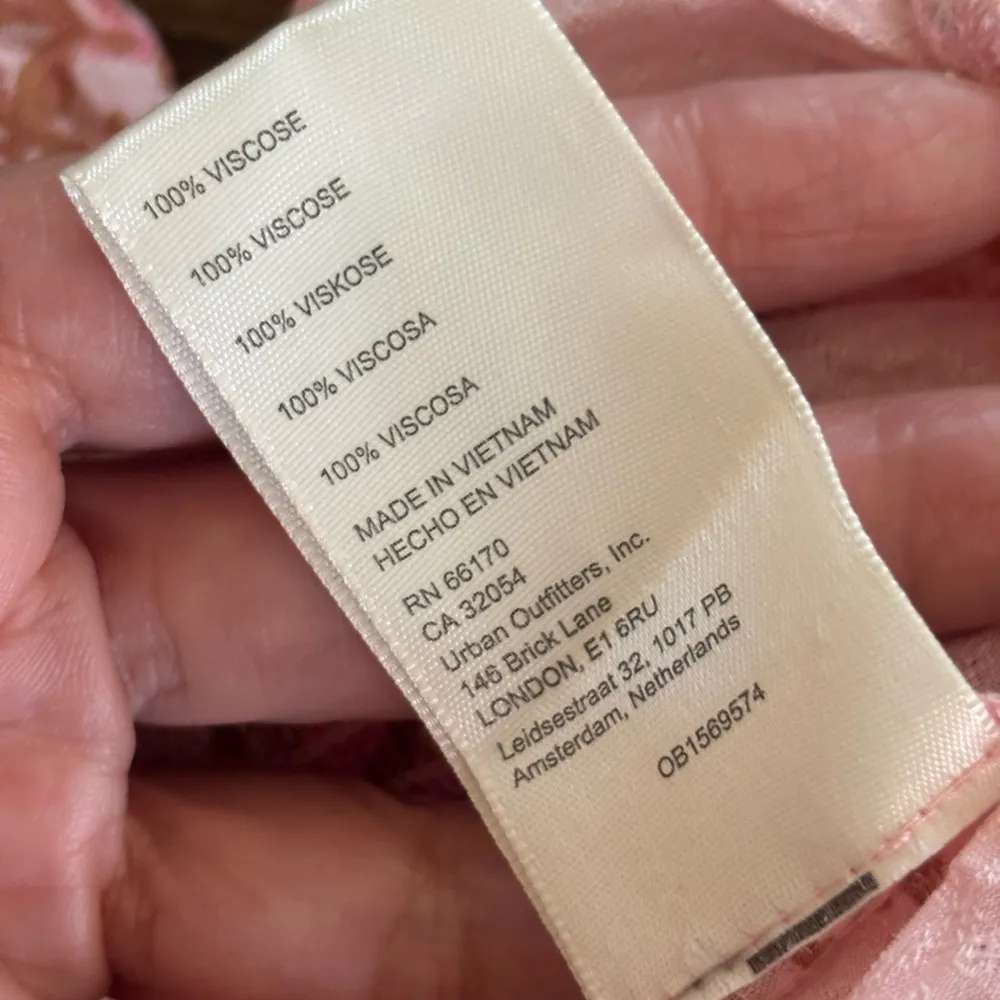 100% VISCOSE
100% VISCOSE
100% VISKOSE
100% VISCOSA
100% VISCOSA
MADE IN VIETNAM
HECHO EN VIETNAM
RN 66170
CA 32054
Urban Outfitters, Inc.
146 Brick Lane
LONDON, E1 6RU
Leidsestraat 32, 1017 PB
Amsterdam, Netherlands
OB1569574